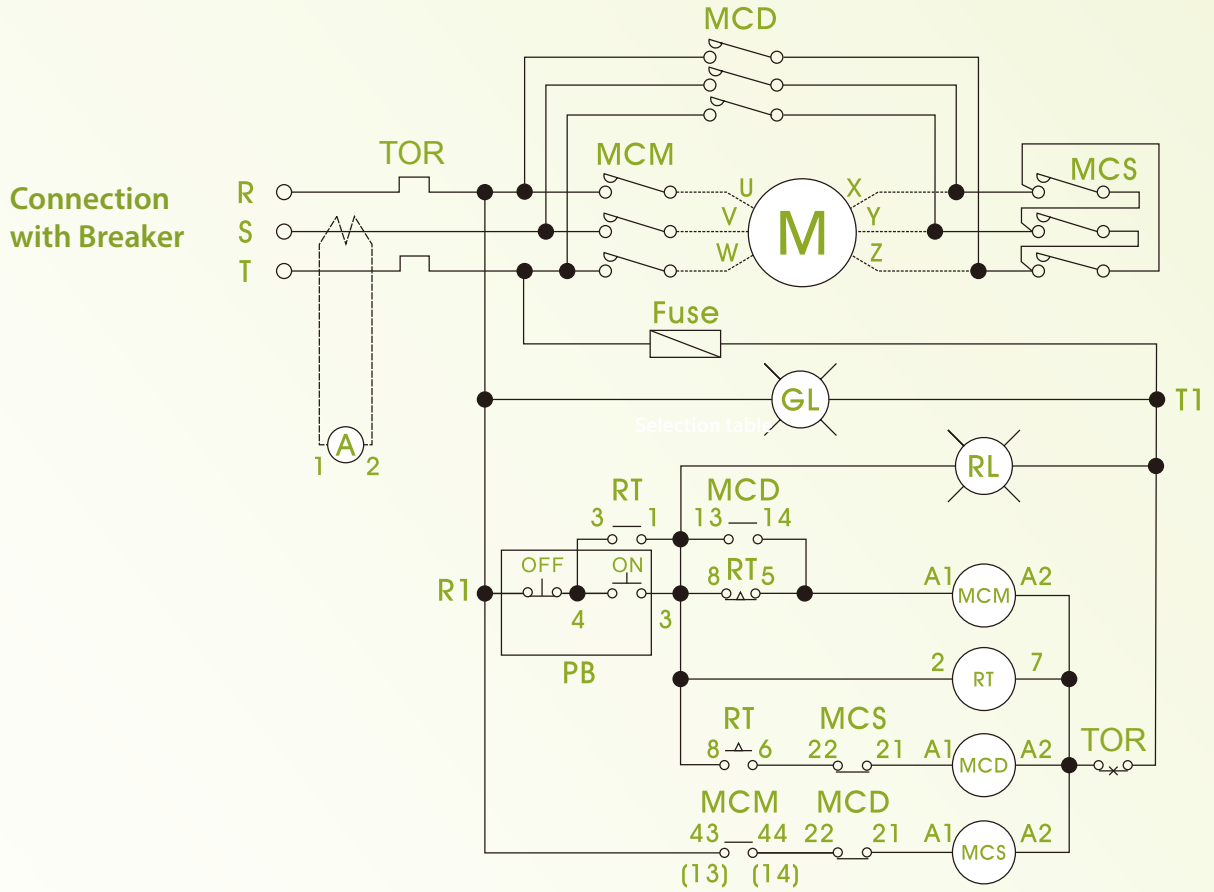 MCD
TOR
MCM
MCS
Connection
with Breaker
R
S
T
U
V
W
M
X
Y
Z
Fuse
GL
T1
Selection table
A
1 2
RL
RT
3 1
MCD
13 14
OFF ON
R1
4
3
PB
8 RT 5
A1 MCM A2
2 RT 7
RT
8 6
MCS
22 21
A1 MCD A2
TOR
MCM
43 44
(13) (14)
MCD
22 21
A1 MCS A2